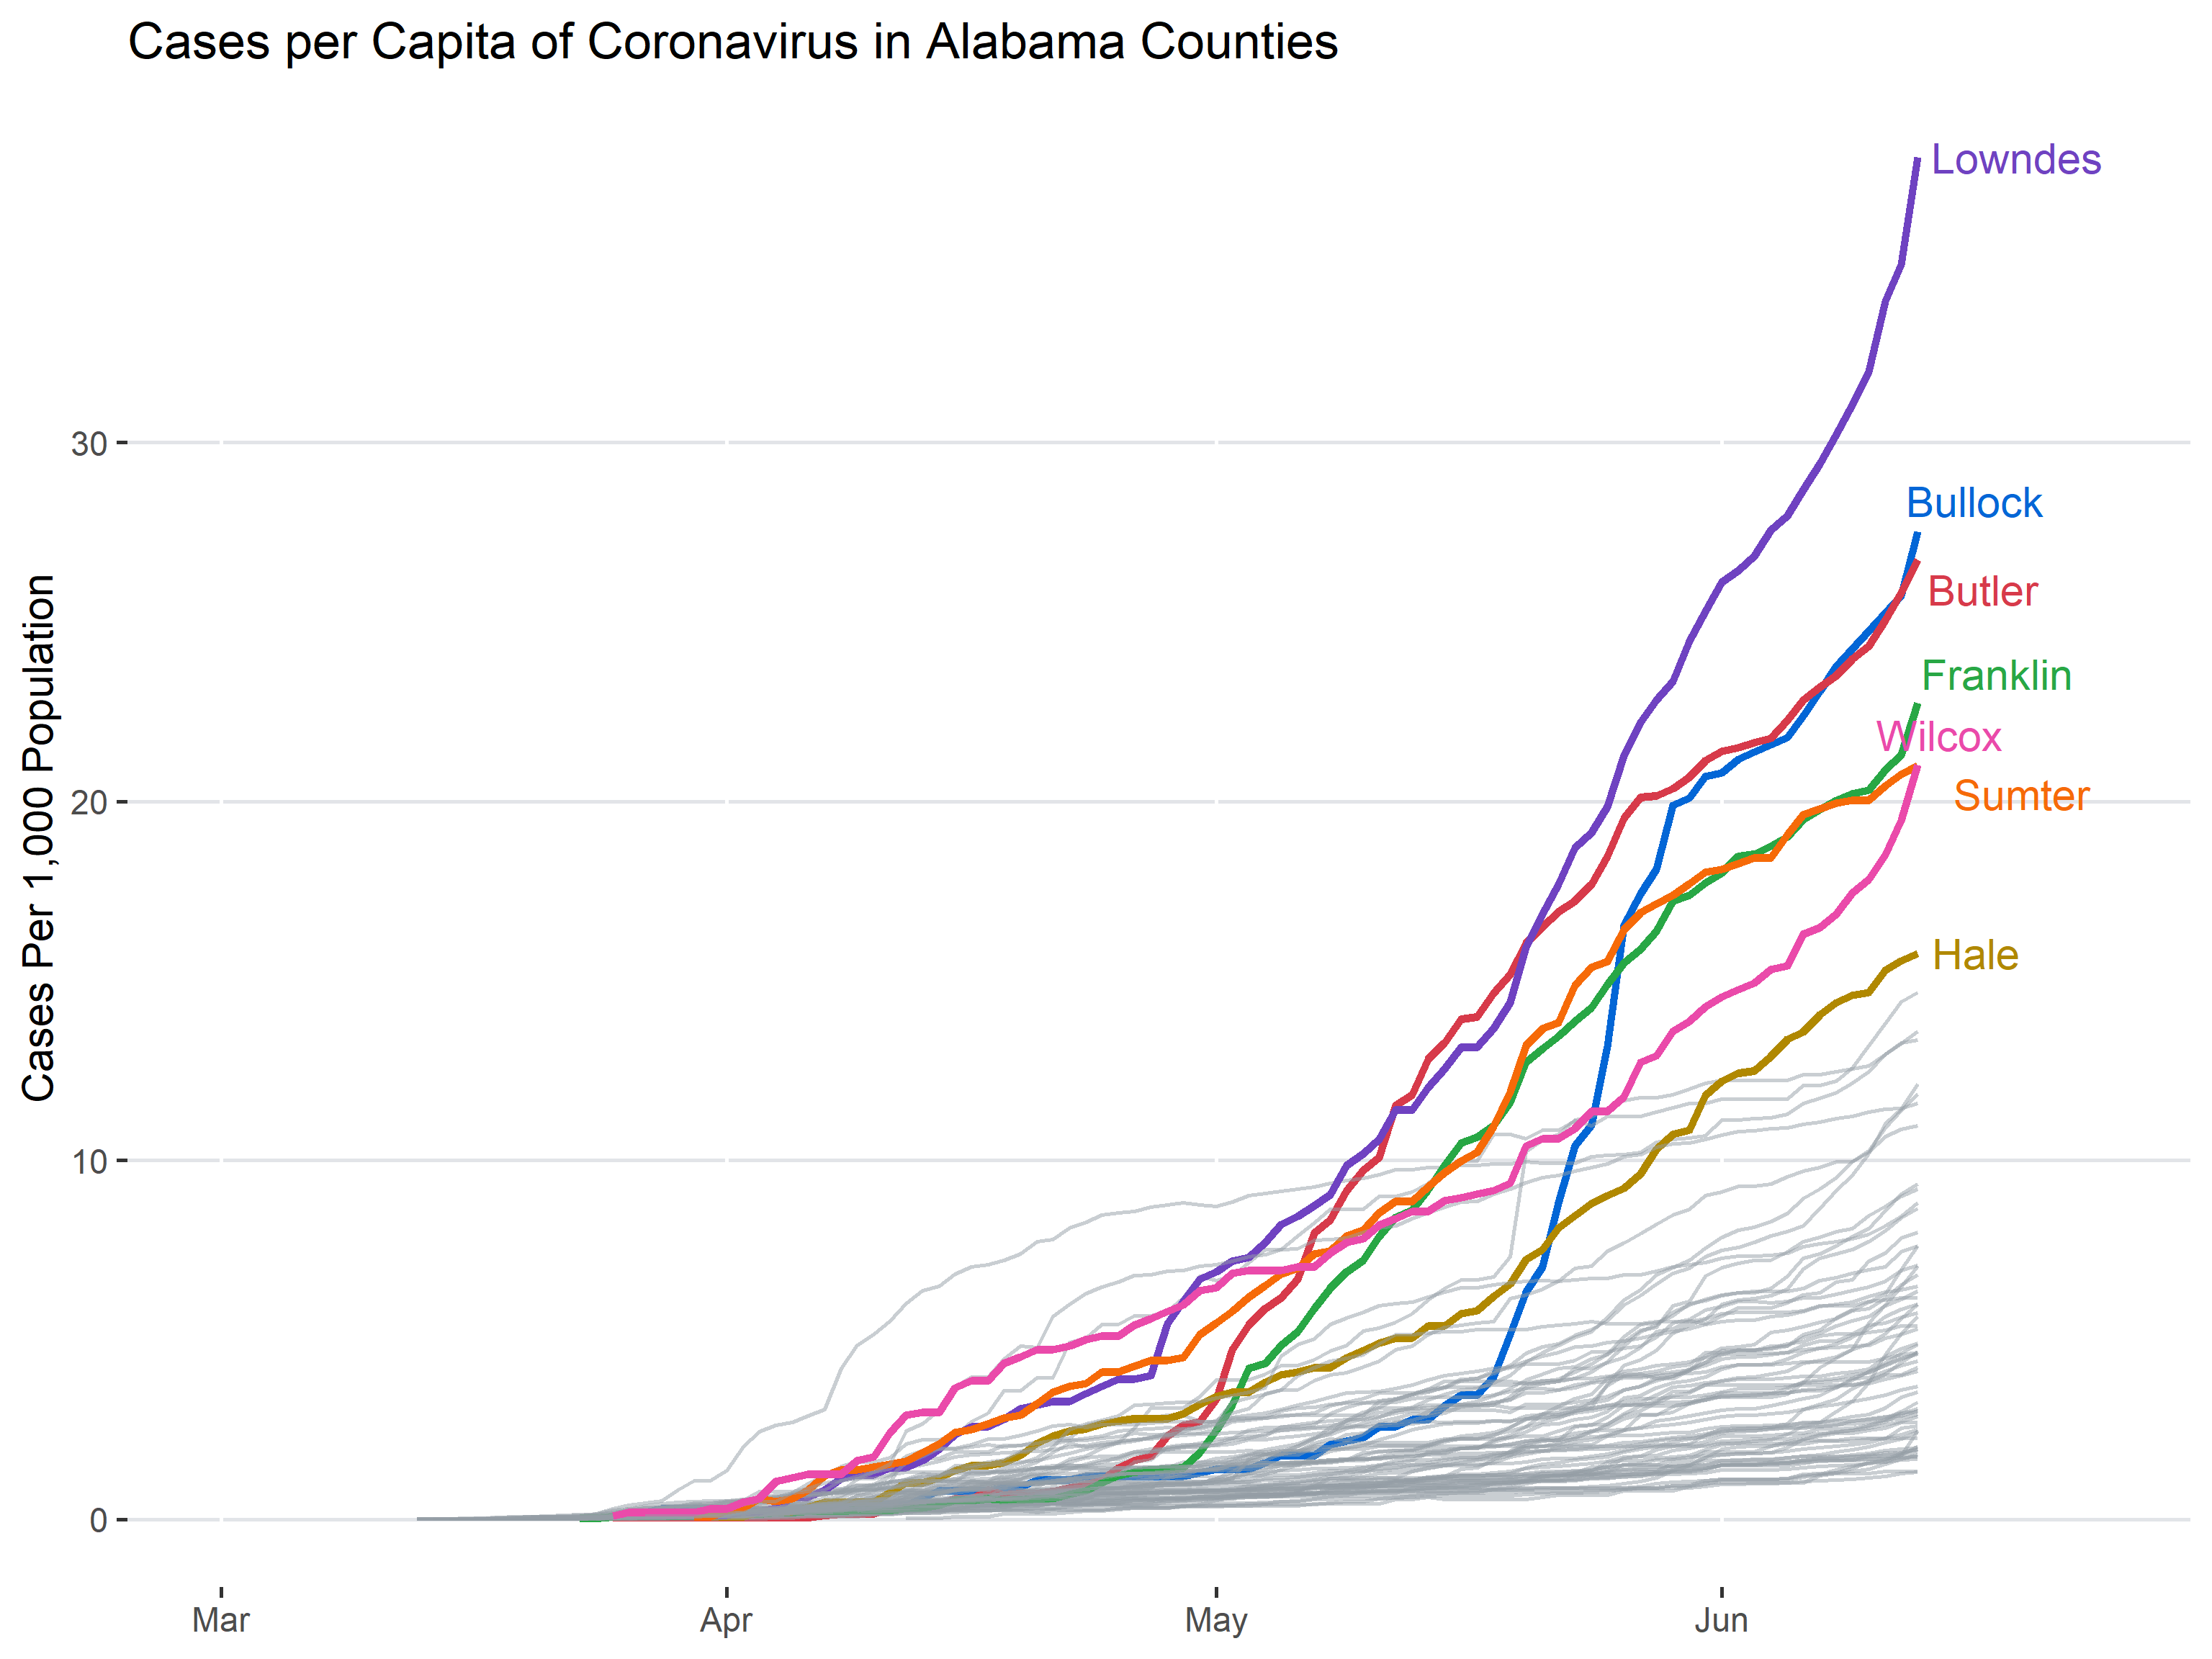 Cases per Capita of Coronavirus in Alabama Counties
Lowndes
30
Bullock
Butler
Franklin
Wilcox
20
Sumter
Cases Per 1,000 Population
Hale
10
0
Mar
Apr
May
Jun